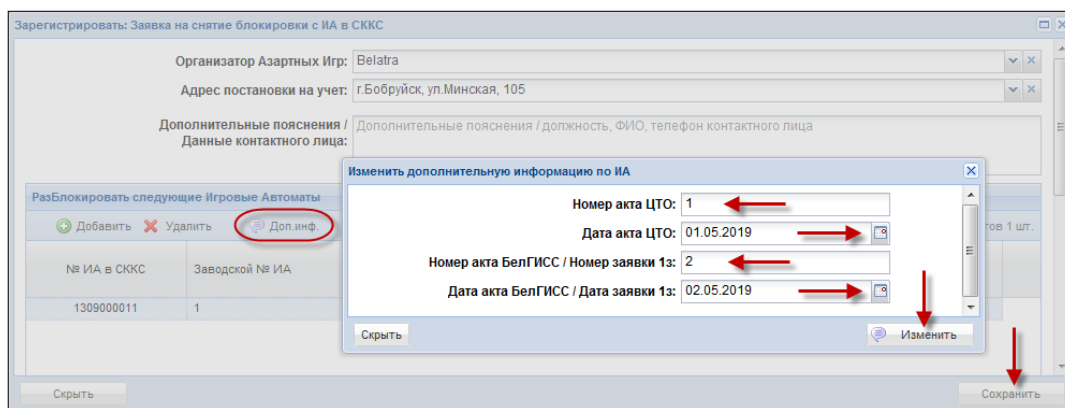 Зарегистрировать: Заявка на снятие блокировки с ИА в СККС
Организатор Азартных Игр: Belatra
Адрес постановки на учет: г.Бобруйск, ул.Минская, 105
Дополнительные пояснения / Дополнительные пояснения / должность, ФИО, телефон контактного лица
Данные контактного лица:
Изменить дополнительную информацию по ИА
РазБлокировать следующие Игровые Автоматы
Номер акта ЦТО: 1
Добавить Удалить Доп.инф. тов 1 шт.
Дата акта ЦТО: 01.05.2019
Номер акта БелГИСС / Номер заявки 1з: 2
№ ИА в СККС Заводской № ИА
Дата акта БелГИСС / Дата заявки 1з: 02.05.2019
1309000011 1
Скрыть Изменить
Скрыть Сохранить